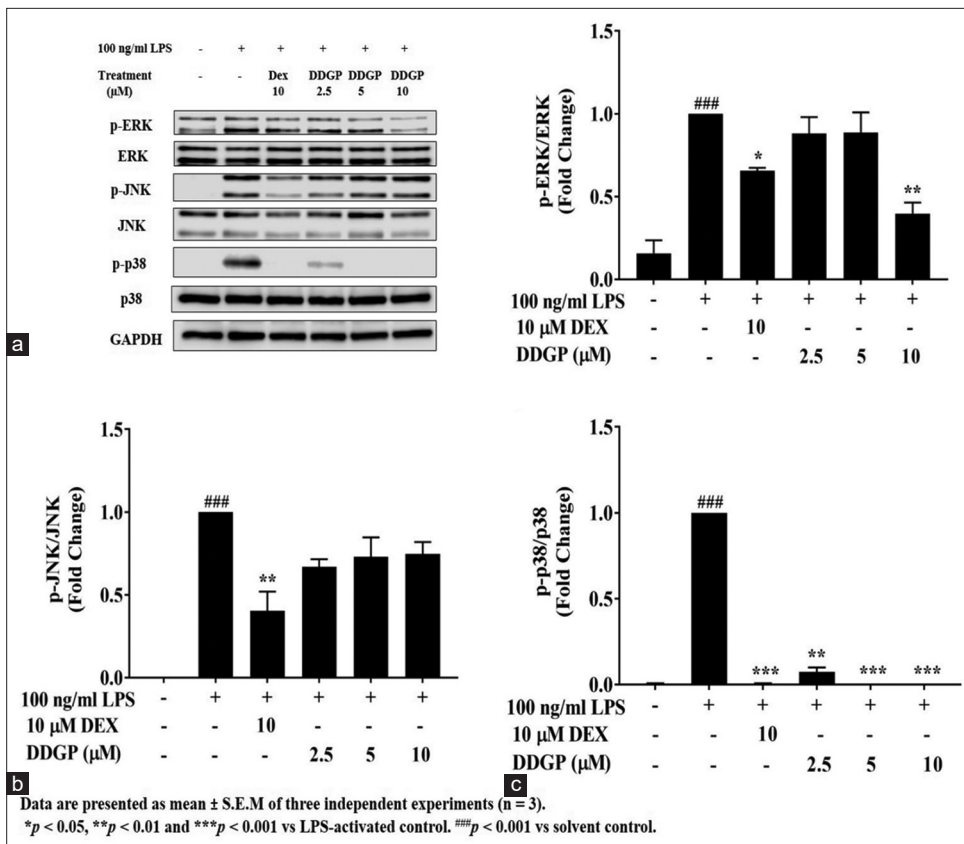 100 ng/ml LPS - + + + + +
Treatment (µM) - - Dex 10 DDGP 2.5 DDGP 5 DDGP 10
p-ERK
ERK
p-JNK
JNK
p-p38
p38
GAPDH
a
p-ERK/ERK
(Fold Change)
1.5
1.0
0.5
0.0
###
*
**
100 ng/ml LPS - + + + + +
10 µM DEX - - 10 - - -
DDGP (µM) - - - 2.5 5 10
p-JNK/JNK
(Fold Change)
1.5
1.0
0.5
0.0
###
**
100 ng/ml LPS - + + + + +
10 µM DEX - - 10 - - -
DDGP (µM) - - - 2.5 5 10
b
p-p38/p38
(Fold Change)
1.5
1.0
0.5
0.0
###
***
**
***
***
100 ng/ml LPS - + + + + +
10 µM DEX - - 10 - - -
DDGP (µM) - - - 2.5 5 10
c
Data are presented as mean ± S.E.M of three independent experiments (n = 3).
*p < 0.05, **p < 0.01 and ***p < 0.001 vs LPS-activated control. ###p < 0.001 vs solvent control.